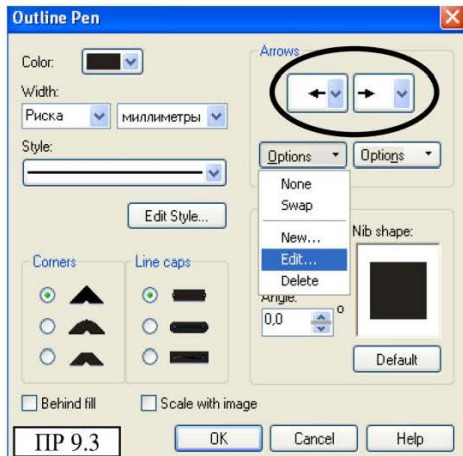 Outline Pen
Color:
Width:
Риска
миллиметры
Style:
Edit Style...
Arrows
Options
Options
None
Swap
New...
Edit...
Delete
Nib shape:
Angle:
0,0
°
Default
Corners
Line caps
Behind fill
Scale with image
ПР 9.3
OK
Cancel
Help